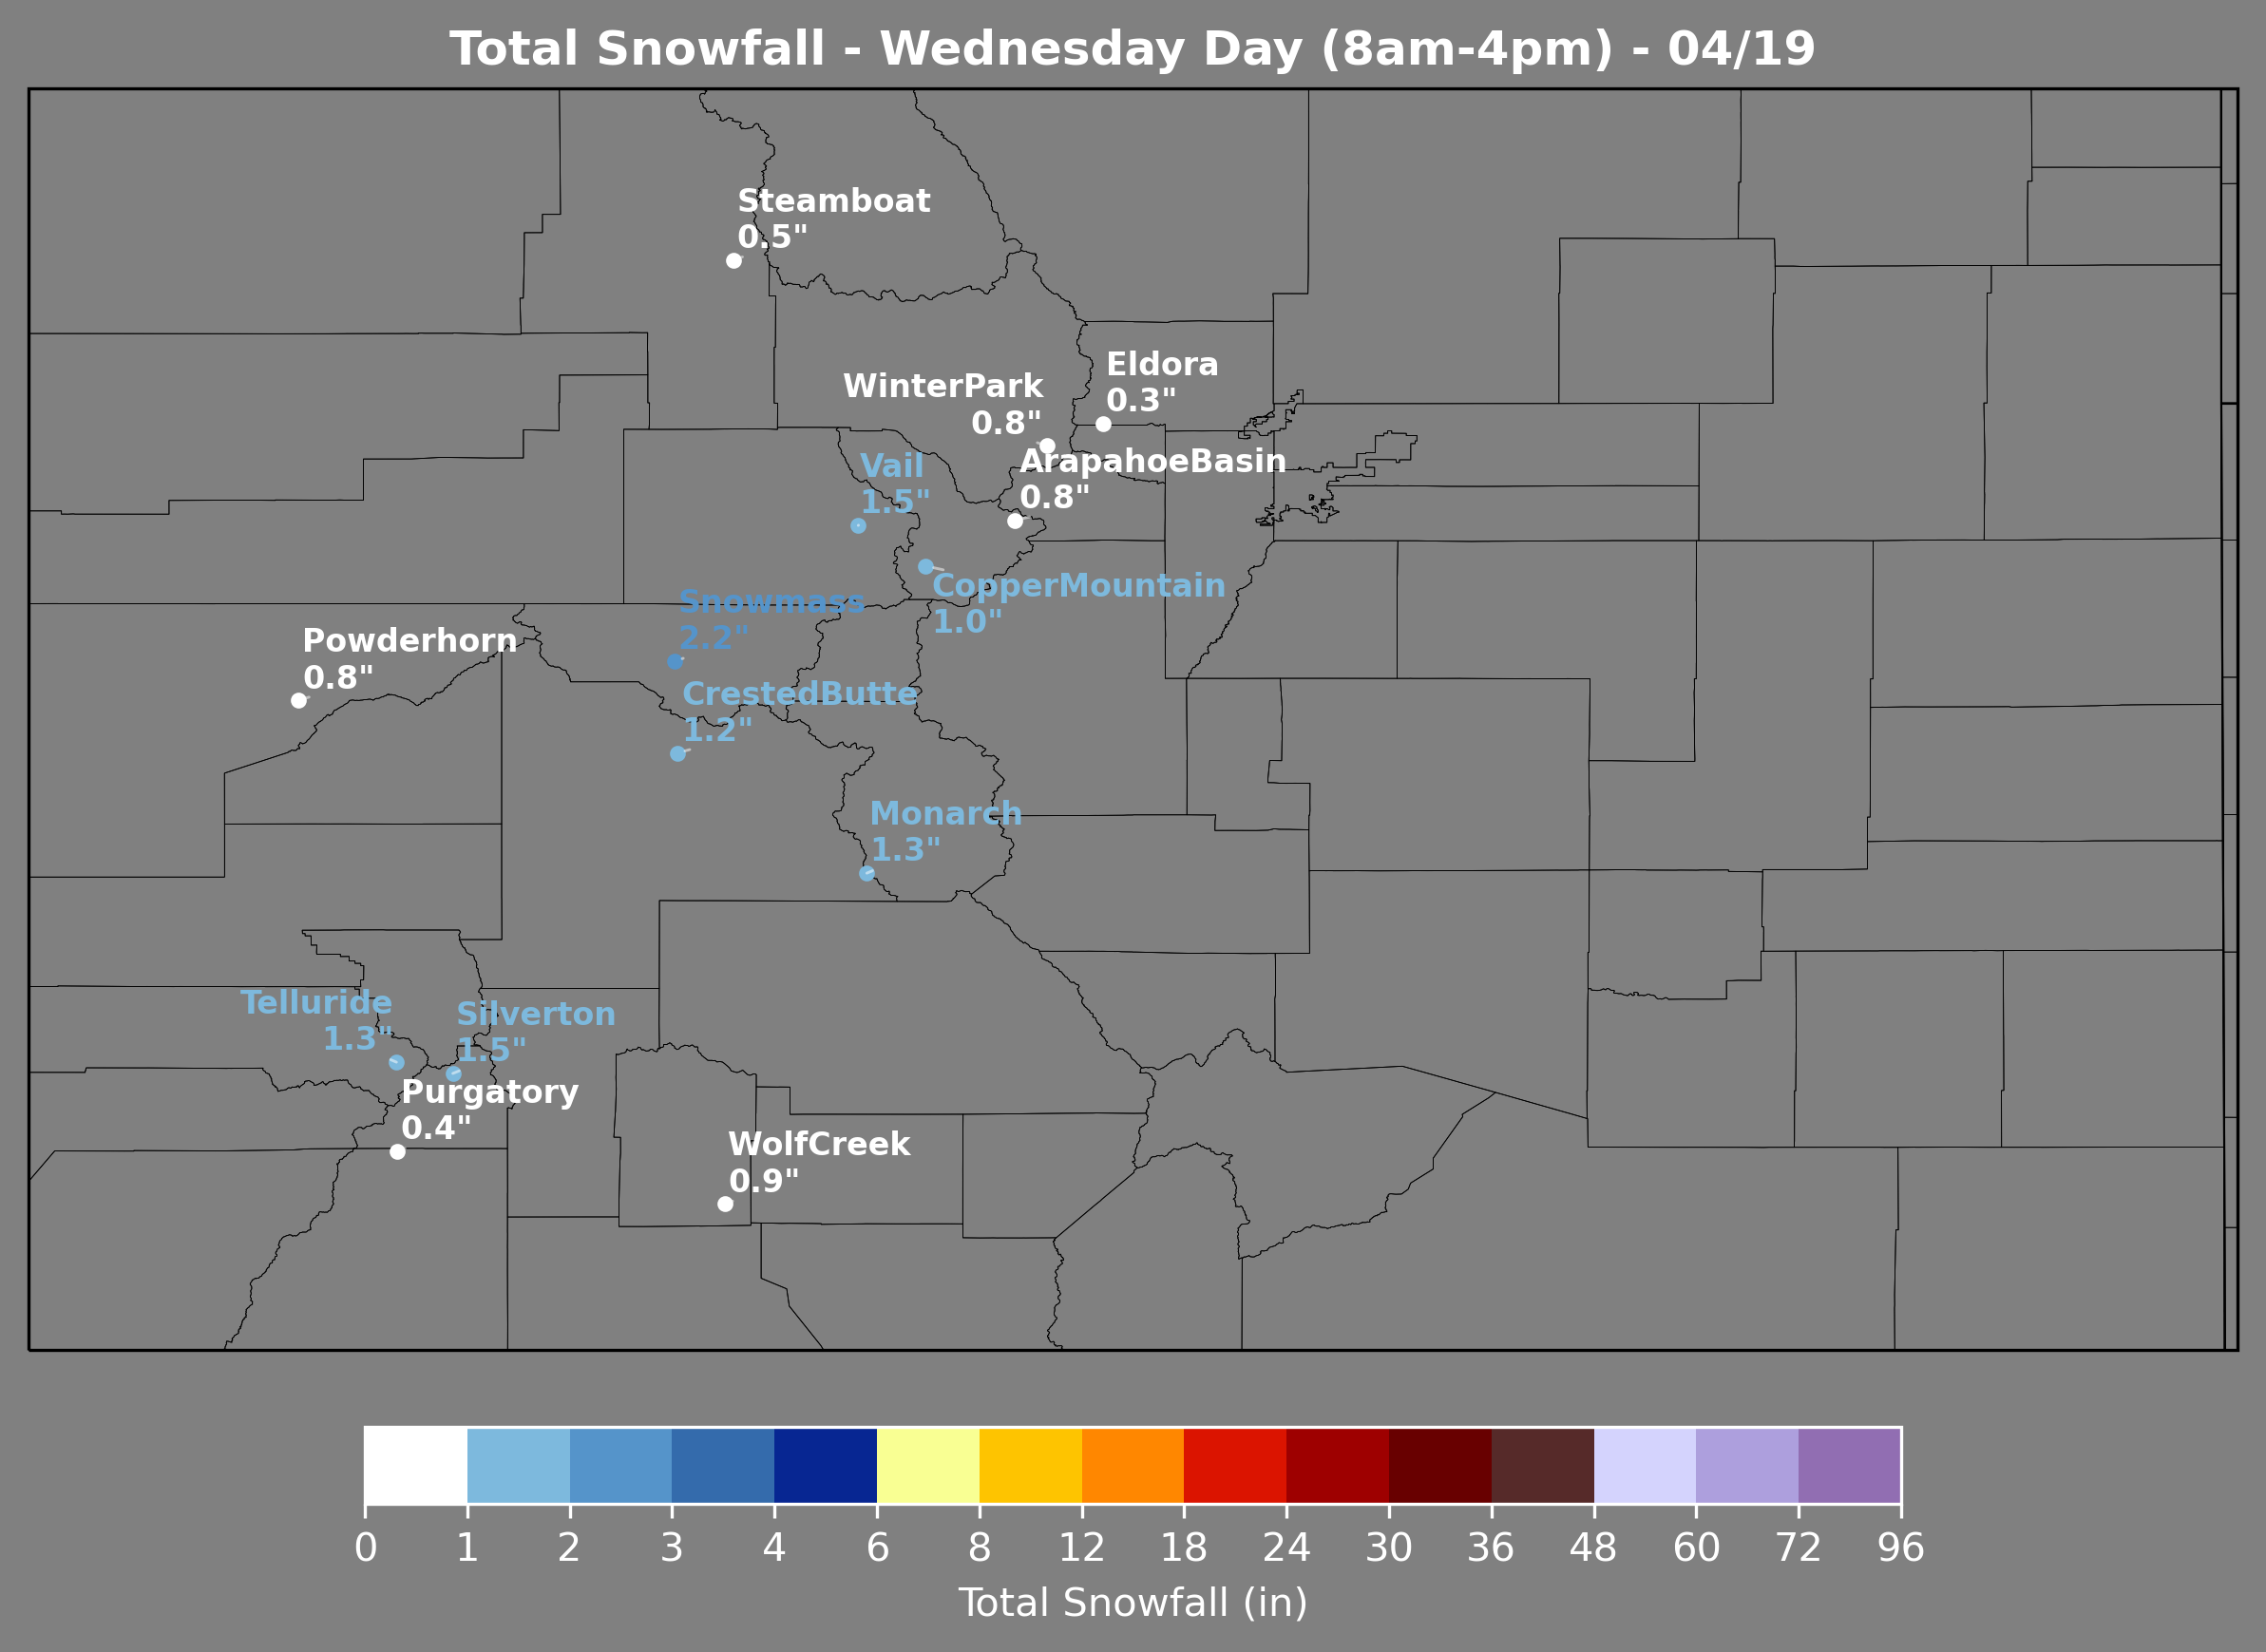 Total Snowfall - Wednesday Day (8am-4pm) - 04/19
Steamboat
0.5"
Eldora
0.3"
WinterPark
0.8"
ArapahoeBasin
0.8"
Vail
1.5"
CopperMountain
1.0"
Snowmass
2.2"
Powderhorn
0.8"
CrestedButte
1.2"
Monarch
1.3"
Telluride
1.3"
Silverton
1.5"
Purgatory
0.4"
WolfCreek
0.9"
0 1 2 3 4 6 8 12 18 24 30 36 48 60 72 96
Total Snowfall (in)